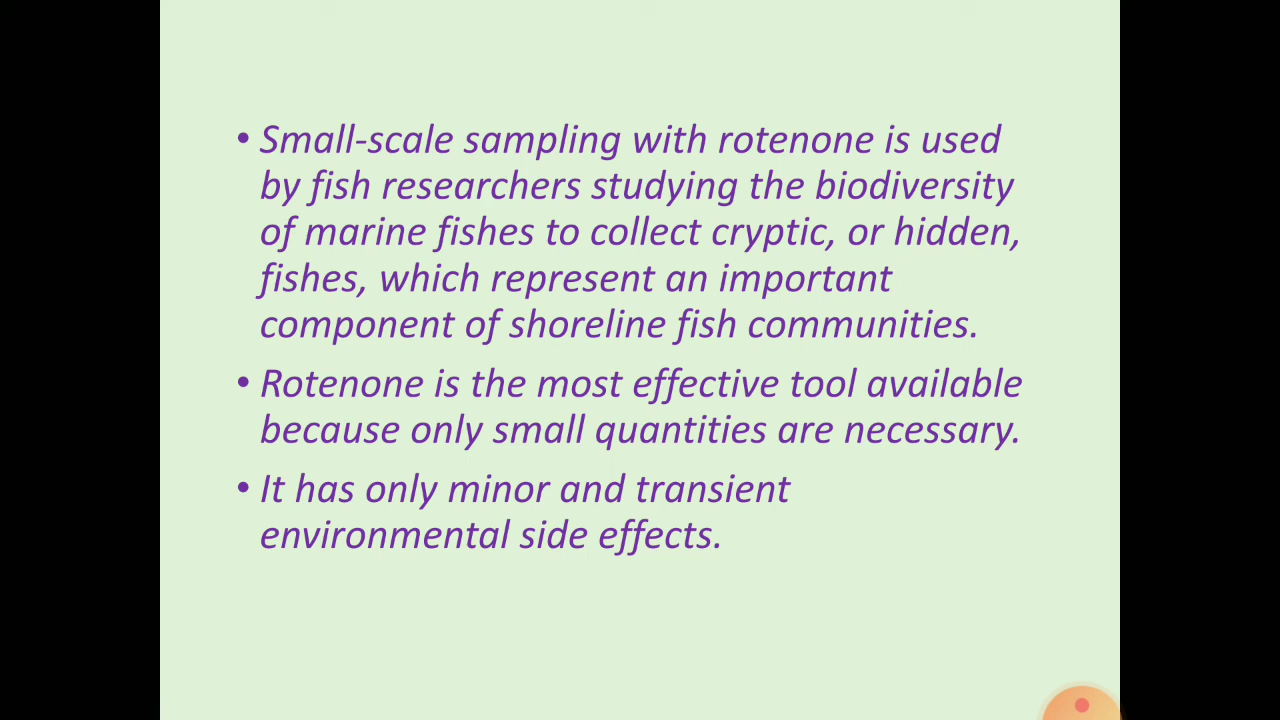 • Small-scale sampling with rotenone is used
by fish researchers studying the biodiversity
of marine fishes to collect cryptic, or hidden,
fishes, which represent an important
component of shoreline fish communities.
• Rotenone is the most effective tool available
because only small quantities are necessary.
• It has only minor and transient
environmental side effects.